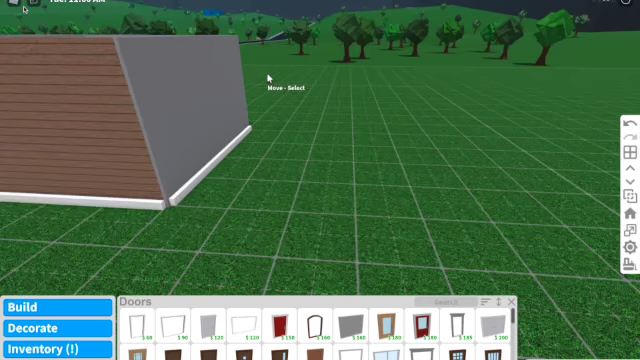 Tue. 11:00 AM
Move - Select
Build
Decorate
Inventory (!)
Doors
Search
$ 60 $ 90 $ 120 $ 120 $ 150 $ 160 $ 160 $ 180 $ 180 $ 195 $ 200